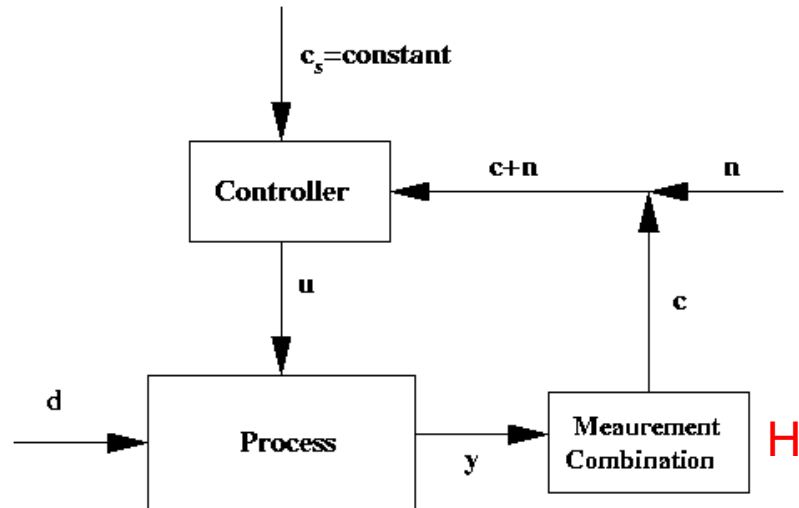 c_s=constant
Controller
c+n
n
u
c
d
Process
y
Meaurement
Combination
H